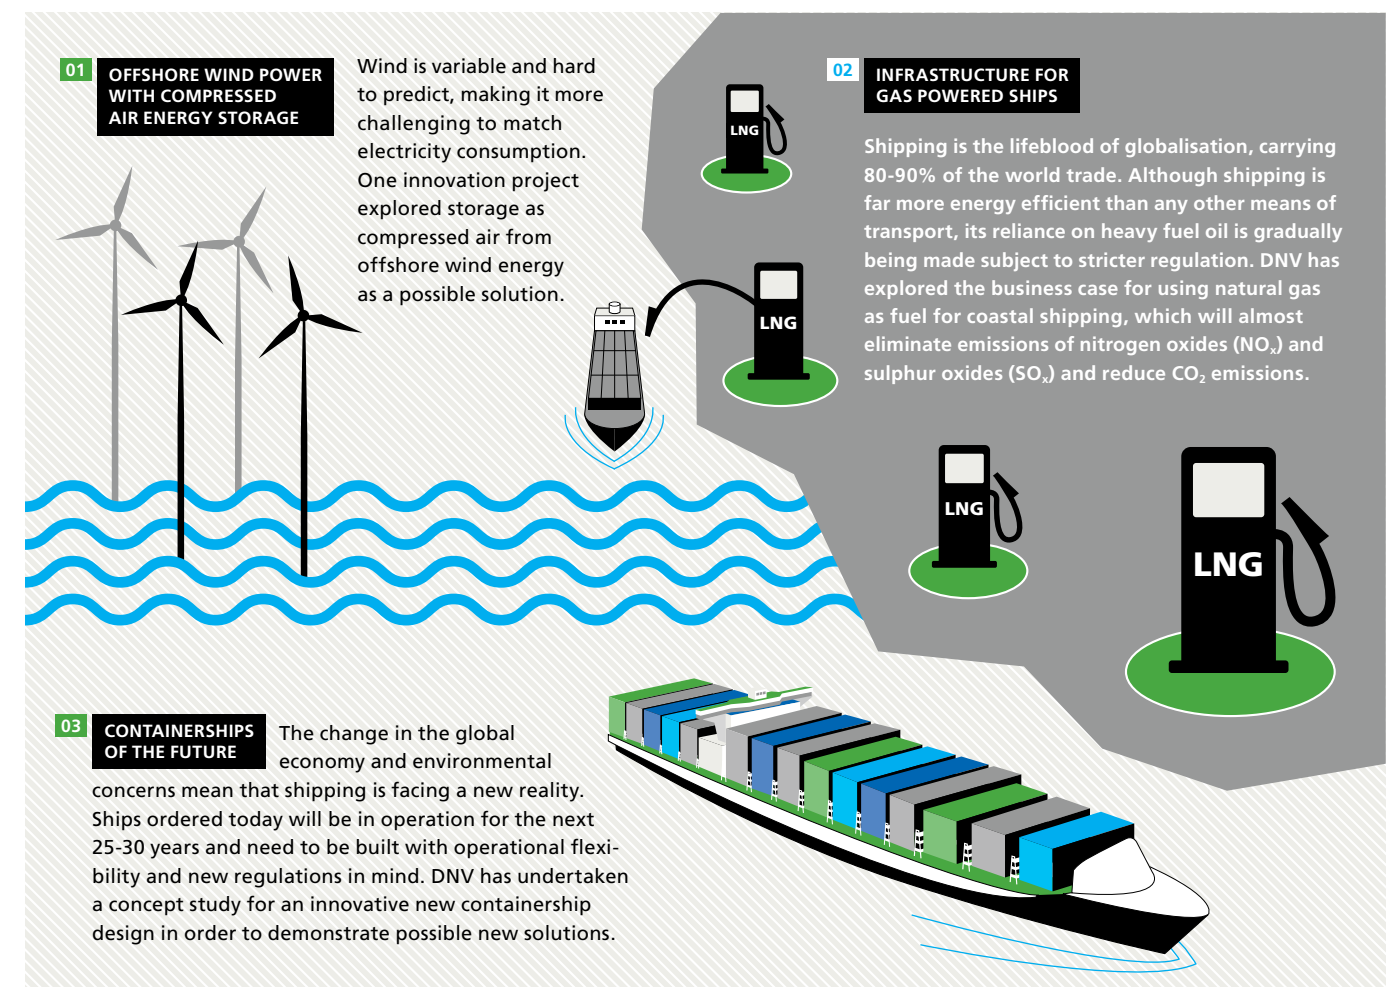 01
OFFSHORE WIND POWER
WITH COMPRESSED
AIR ENERGY STORAGE
Wind is variable and hard
to predict, making it more
challenging to match
electricity consumption.
One innovation project
explored storage as
compressed air from
offshore wind energy
as a possible solution.
02
INFRASTRUCTURE FOR
GAS POWERED SHIPS
Shipping is the lifeblood of globalisation, carrying
80-90% of the world trade. Although shipping is
far more energy efficient than any other means of
transport, its reliance on heavy fuel oil is gradually
being made subject to stricter regulation. DNV has
explored the business case for using natural gas
as fuel for coastal shipping, which will almost
eliminate emissions of nitrogen oxides (NOₓ) and
sulphur oxides (SOₓ) and reduce CO₂ emissions.
LNG
LNG
LNG
LNG
03
CONTAINERSHIPS
OF THE FUTURE
The change in the global
economy and environmental
concerns mean that shipping is facing a new reality.
Ships ordered today will be in operation for the next
25-30 years and need to be built with operational flexi-
bility and new regulations in mind. DNV has undertaken
a concept study for an innovative new containership
design in order to demonstrate possible new solutions.